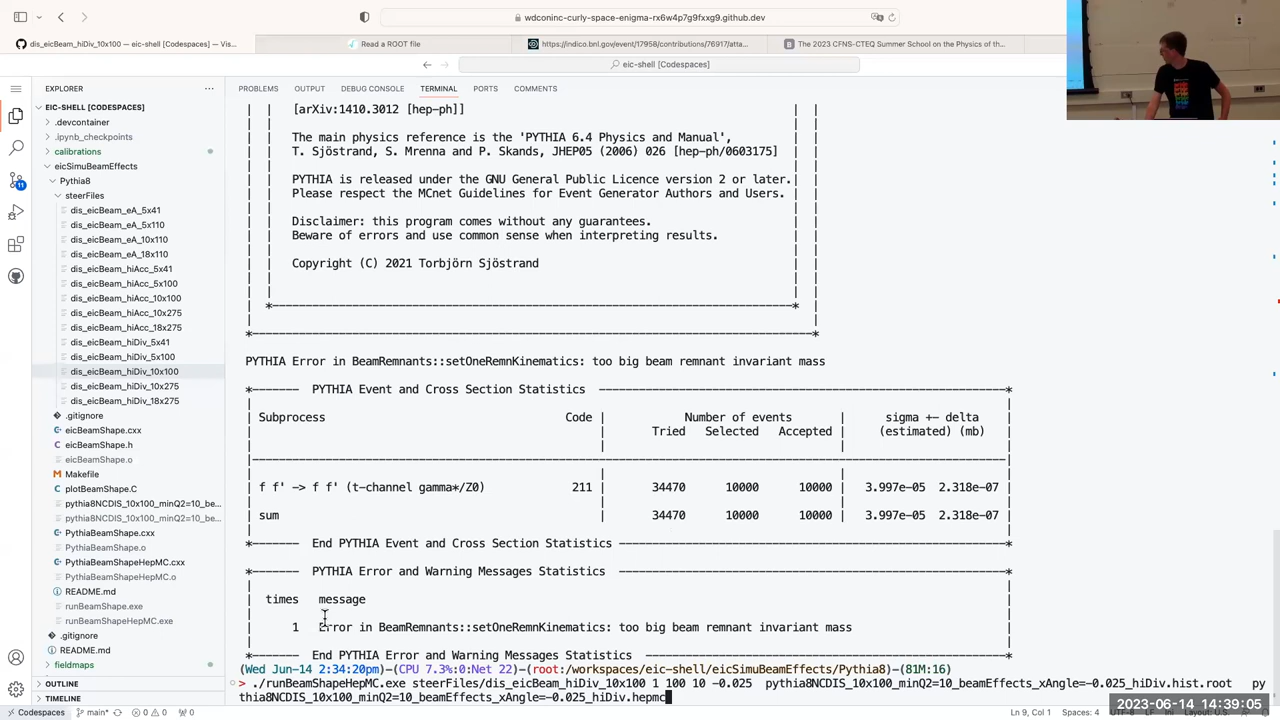 wdconinc-curly-space-enigma-rx6w4p7g9fxxg9.github.dev
dis_eicBeam_hiDiv_10x100 — eic-shell [Codespaces] — Vis...
Read a ROOT file
https://indico.bnl.gov/event/17958/contributions/76917/atta...
The 2023 CFNS-CTEQ Summer School on the Physics of th...
eic-shell [Codespaces]
EXPLORER
PROBLEMS OUTPUT DEBUG CONSOLE TERMINAL PORTS COMMENTS
EIC-SHELL [CODESPACES]
.devcontainer
.ipynb_checkpoints
calibrations
eicSimuBeamEffects
Pythia8
steerFiles
dis_eicBeam_eA_5x41
dis_eicBeam_eA_5x110
dis_eicBeam_eA_10x110
dis_eicBeam_eA_18x110
dis_eicBeam_hiAcc_5x41
dis_eicBeam_hiAcc_5x100
dis_eicBeam_hiAcc_10x100
dis_eicBeam_hiAcc_10x275
dis_eicBeam_hiAcc_18x275
dis_eicBeam_hiDiv_5x41
dis_eicBeam_hiDiv_5x100
dis_eicBeam_hiDiv_10x100
dis_eicBeam_hiDiv_10x275
dis_eicBeam_hiDiv_18x275
.gitignore
eicBeamShape.cxx
eicBeamShape.h
eicBeamShape.o
Makefile
plotBeamShape.C
pythia8NCDIS_10x100_minQ2=10_be...
pythia8NCDIS_10x100_minQ2=10_be...
PythiaBeamShape.cxx
PythiaBeamShape.o
PythiaBeamShapeHepMC.cxx
PythiaBeamShapeHepMC.o
README.md
runBeamShape.exe
runBeamShapeHepMC.exe
.gitignore
README.md
fieldmaps
OUTLINE
TIMELINE
11
[arXiv:1410.3012 [hep-ph]]
The main physics reference is the 'PYTHIA 6.4 Physics and Manual',
T. Sjöstrand, S. Mrenna and P. Skands, JHEP05 (2006) 026 [hep-ph/0603175]
PYTHIA is released under the GNU General Public Licence version 2 or later.
Please respect the MCnet Guidelines for Event Generator Authors and Users.
Disclaimer: this program comes without any guarantees.
Beware of errors and use common sense when interpreting results.
Copyright (C) 2021 Torbjörn Sjöstrand
PYTHIA Error in BeamRemnants::setOneRemnKinematics: too big beam remnant invariant mass
*------- PYTHIA Event and Cross Section Statistics -------*
Subprocess Code | Number of events | sigma +- delta
| Tried Selected Accepted | (estimated) (mb)
f f' -> f f' (t-channel gamma*/Z0) 211 | 34470 10000 10000 | 3.997e-05 2.318e-07
sum | 34470 10000 10000 | 3.997e-05 2.318e-07
*------- End PYTHIA Event and Cross Section Statistics -------*
*------- PYTHIA Error and Warning Messages Statistics -------*
times message
1 Error in BeamRemnants::setOneRemnKinematics: too big beam remnant invariant mass
*------- End PYTHIA Error and Warning Messages Statistics -------*
(Wed Jun-14 2:34:20pm)-(CPU 7.3%:0:Net 22)-(root:/workspaces/eic-shell/eicSimuBeamEffects/Pythia8)-(81M:16)
> ./runBeamShapeHepMC.exe steerFiles/dis_eicBeam_hiDiv_10x100 1 100 10 -0.025 pythia8NCDIS_10x100_minQ2=10_beamEffects_xAngle=-0.025_hiDiv.hist.root py
thia8NCDIS_10x100_minQ2=10_beamEffects_xAngle=-0.025_hiDiv.hepmc
Codespaces main* 0 0 0 Ln 9, Col 1 Spaces: 4
2023-06-14 14:39:05